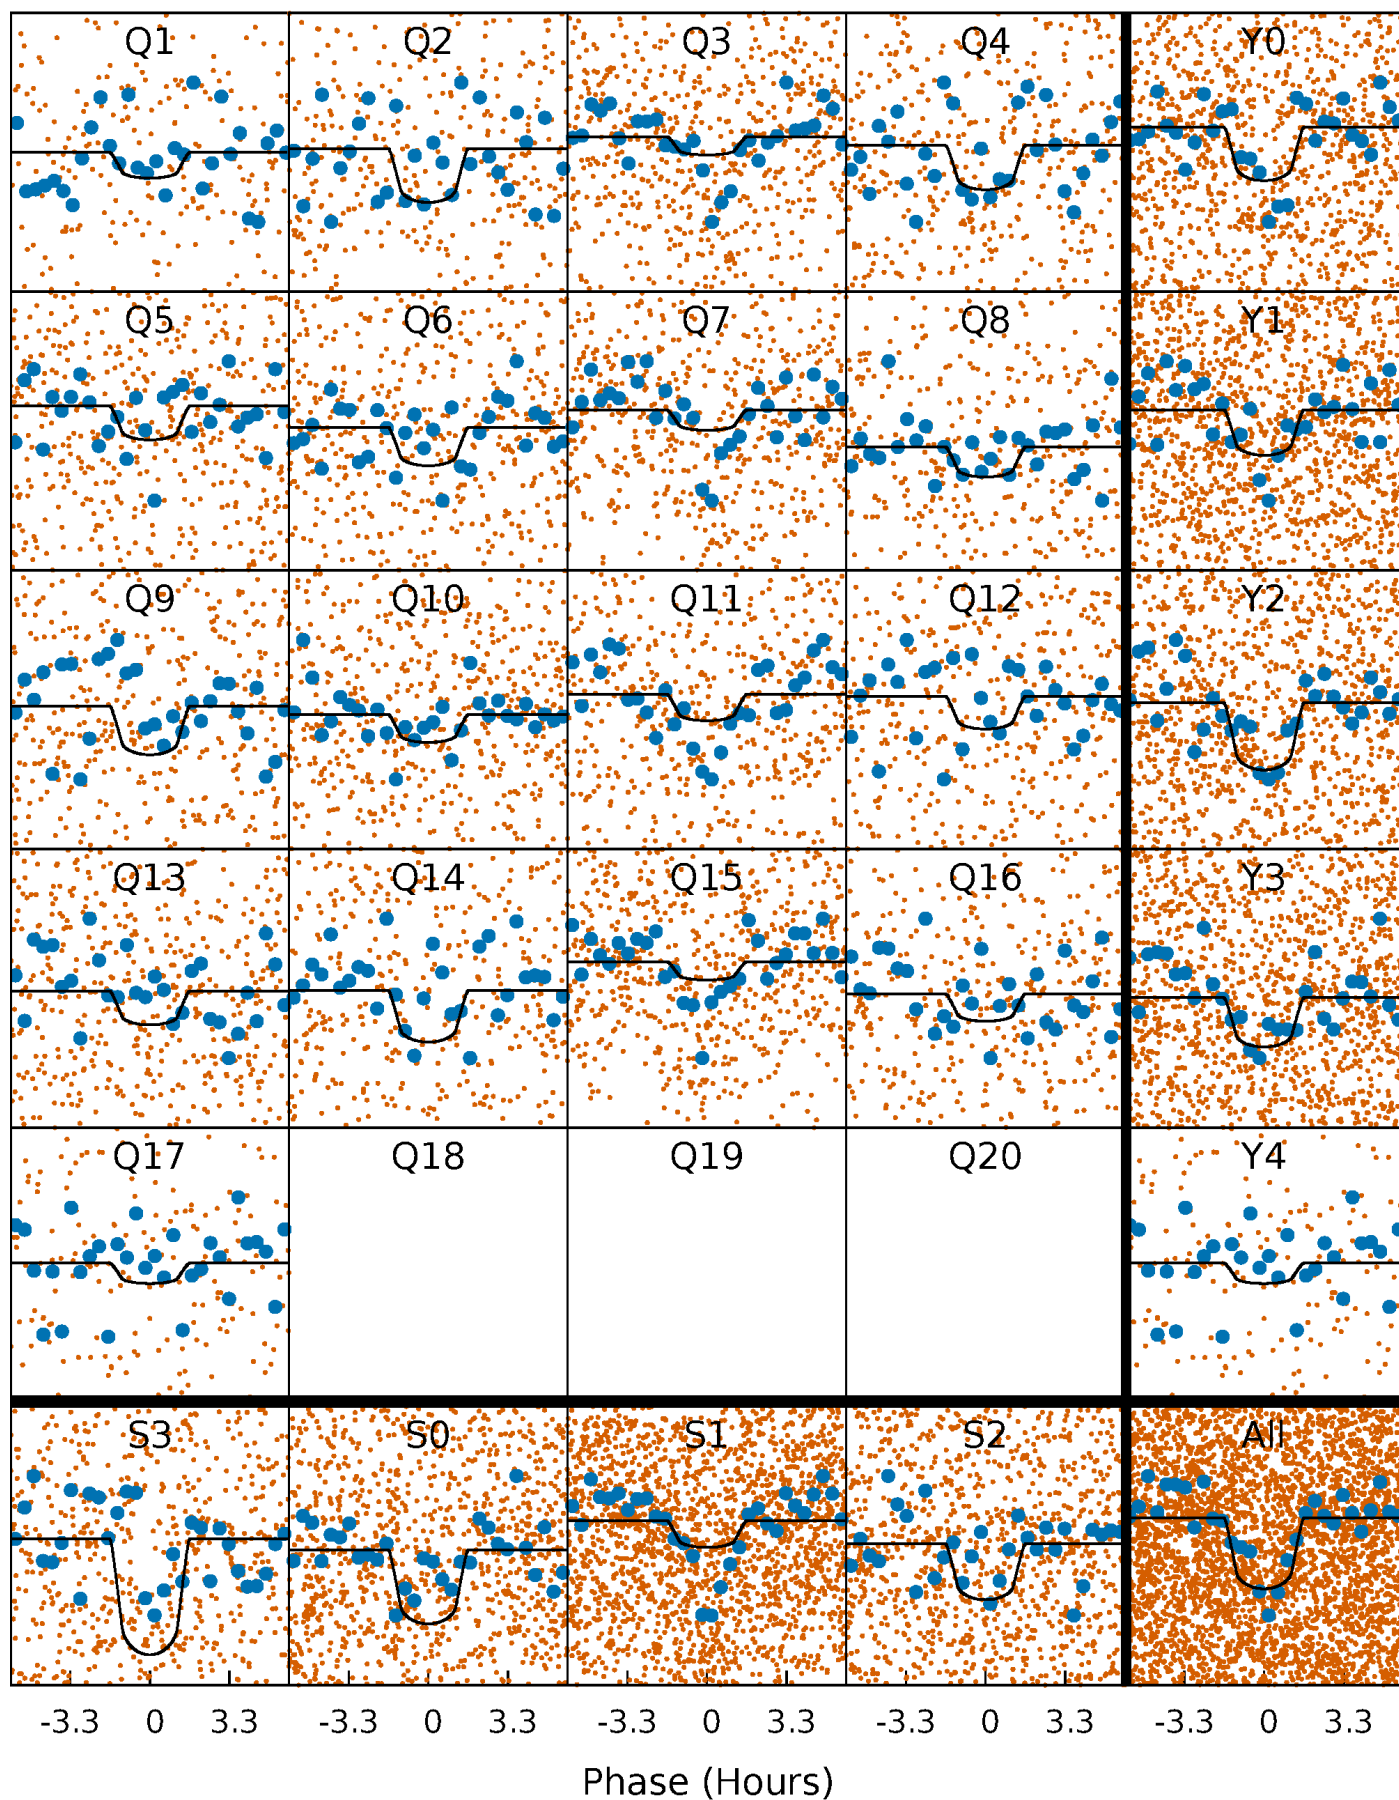 Q1 Q2 Q3 Q4 Y0
Q5 Q6 Q7 Q8 Y1
Q9 Q10 Q11 Q12 Y2
Q13 Q14 Q15 Q16 Y3
Q17 Q18 Q19 Q20 Y4
S3 S0 S1 S2 All
-3.3 0 3.3 -3.3 0 3.3 -3.3 0 3.3 -3.3 0 3.3 -3.3 0 3.3
Phase (Hours)